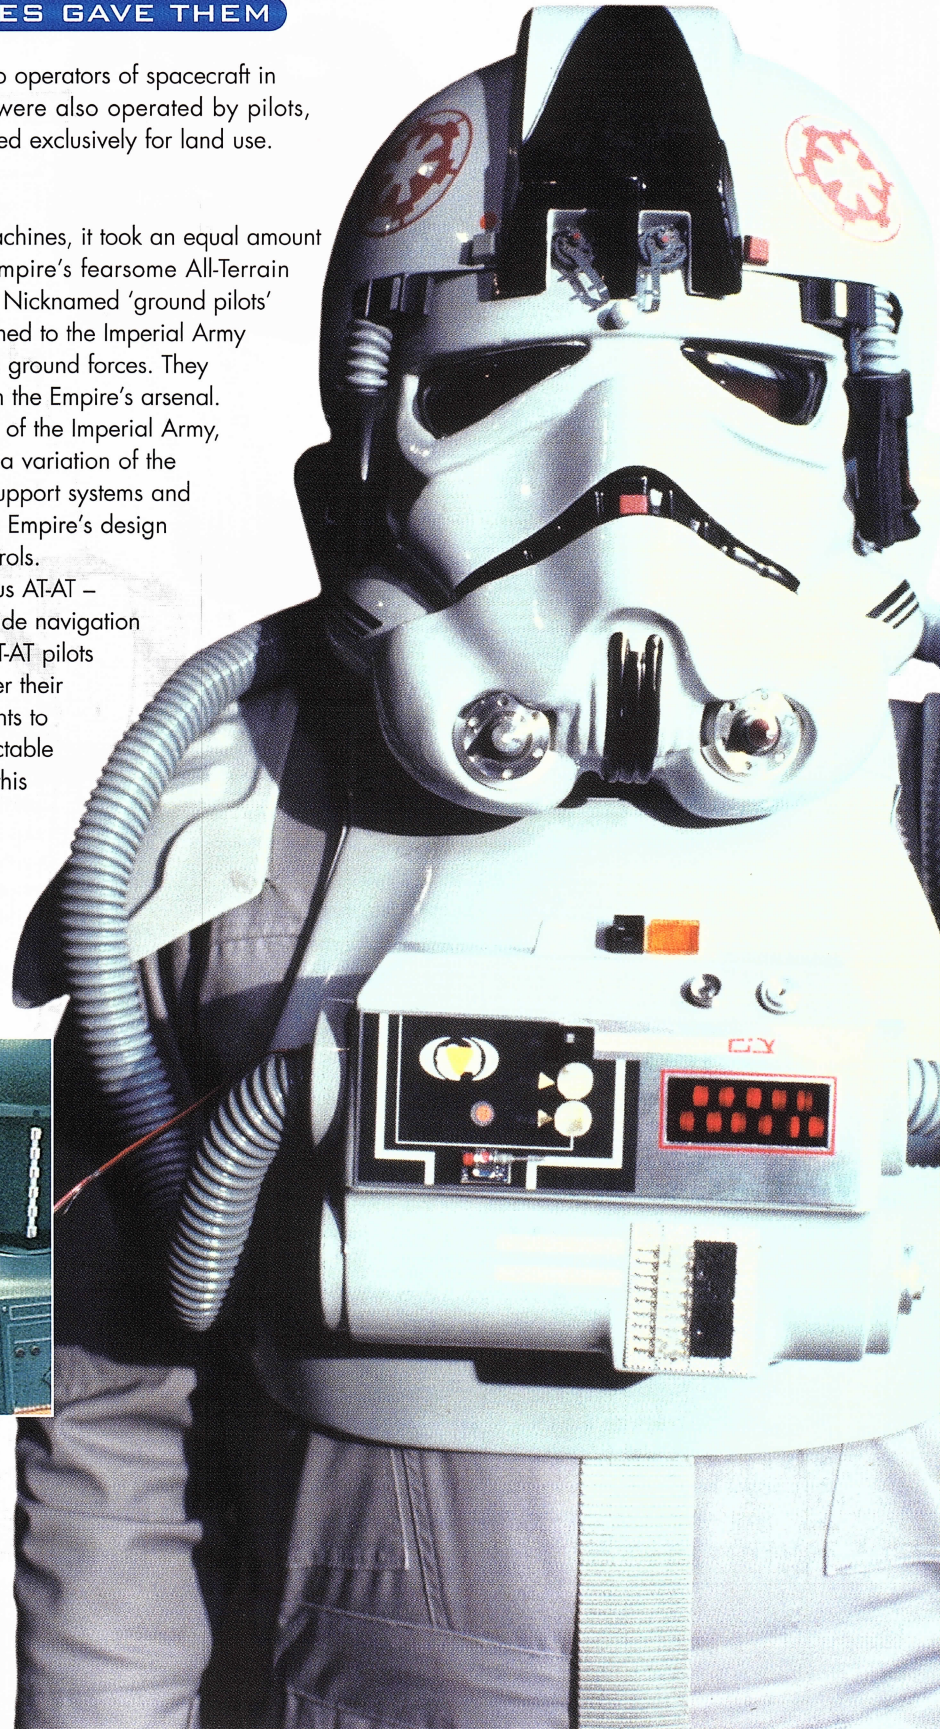 ES GAVE THEM
o operators of spacecraft in
were also operated by pilots,
ed exclusively for land use.
achines, it took an equal amount
mpire's fearsome All-Terrain
Nicknamed 'ground pilots'
ned to the Imperial Army
ground forces. They
n the Empire's arsenal.
of the Imperial Army,
a variation of the
upport systems and
Empire's design
rols.
us AT-AT –
de navigation
T-AT pilots
er their
nts to
ctable
his